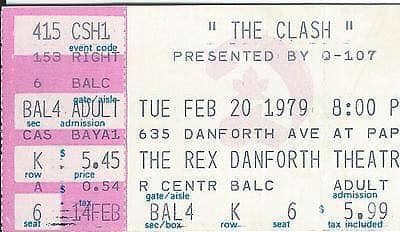 415 CSH1
event code
153 RIGHT
6 BALC
gate/aisle
BAL4 ADULT
sec admission
CAS BAYA1
K $ 5.45
row price
A 0.54
6 $ 14FEB
seat tax
" THE CLASH "
PRESENTED BY Q-107
TUE FEB 20 1979 8:00 P
635 DANFORTH AVE AT PAP
THE REX DANFORTH THEATR
gate/aisle admission
R CENTR BALC ADULT
BAL4 K 6 $ 5.99
sec row seat tax included